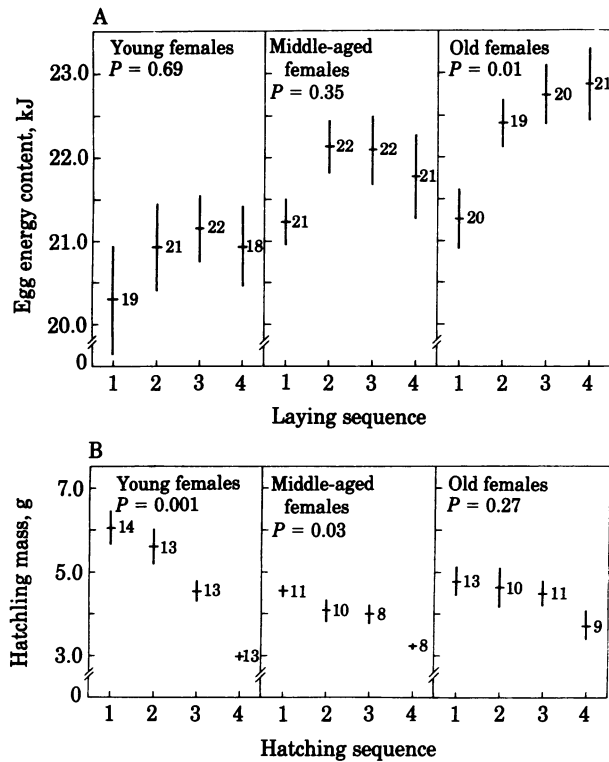 A
Young females
P = 0.69
Middle-aged
females
P = 0.35
Old females
P = 0.01
Egg energy content, kJ
23.0
22.0
21.0
20.0
0
19
21
22
18
21
22
22
21
20
19
20
21
1 2 3 4 1 2 3 4 1 2 3 4
Laying sequence
B
Young females
P = 0.001
Middle-aged
females
P = 0.03
Old females
P = 0.27
Hatchling mass, g
7.0
5.0
3.0
0
14
13
13
13
11
10
8
8
13
10
11
9
1 2 3 4 1 2 3 4 1 2 3 4
Hatching sequence